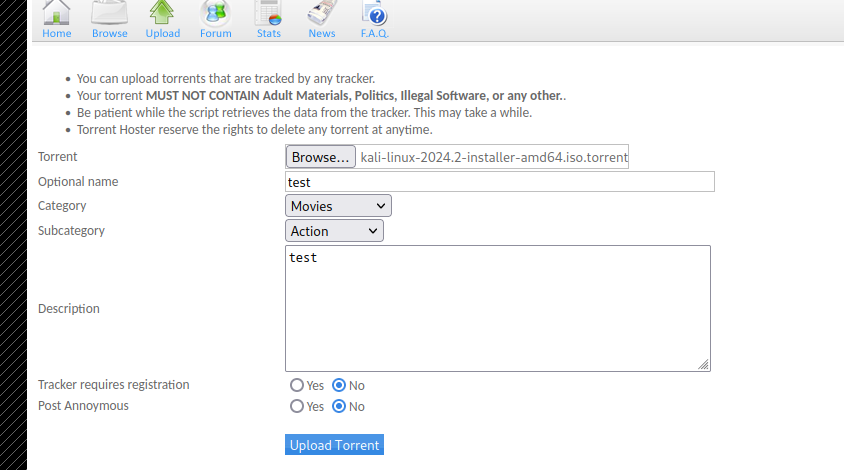 Home Browse Upload Forum Stats News F.A.Q.
You can upload torrents that are tracked by any tracker.
Your torrent MUST NOT CONTAIN Adult Materials, Politics, Illegal Software, or any other..
Be patient while the script retrieves the data from the tracker. This may take a while.
Torrent Hoster reserve the rights to delete any torrent at anytime.
Torrent Browse... kali-linux-2024.2-installer-amd64.iso.torrent
Optional name test
Category Movies
Subcategory Action
test
Description
Tracker requires registration Yes No
Post Annoymous Yes No
Upload Torrent